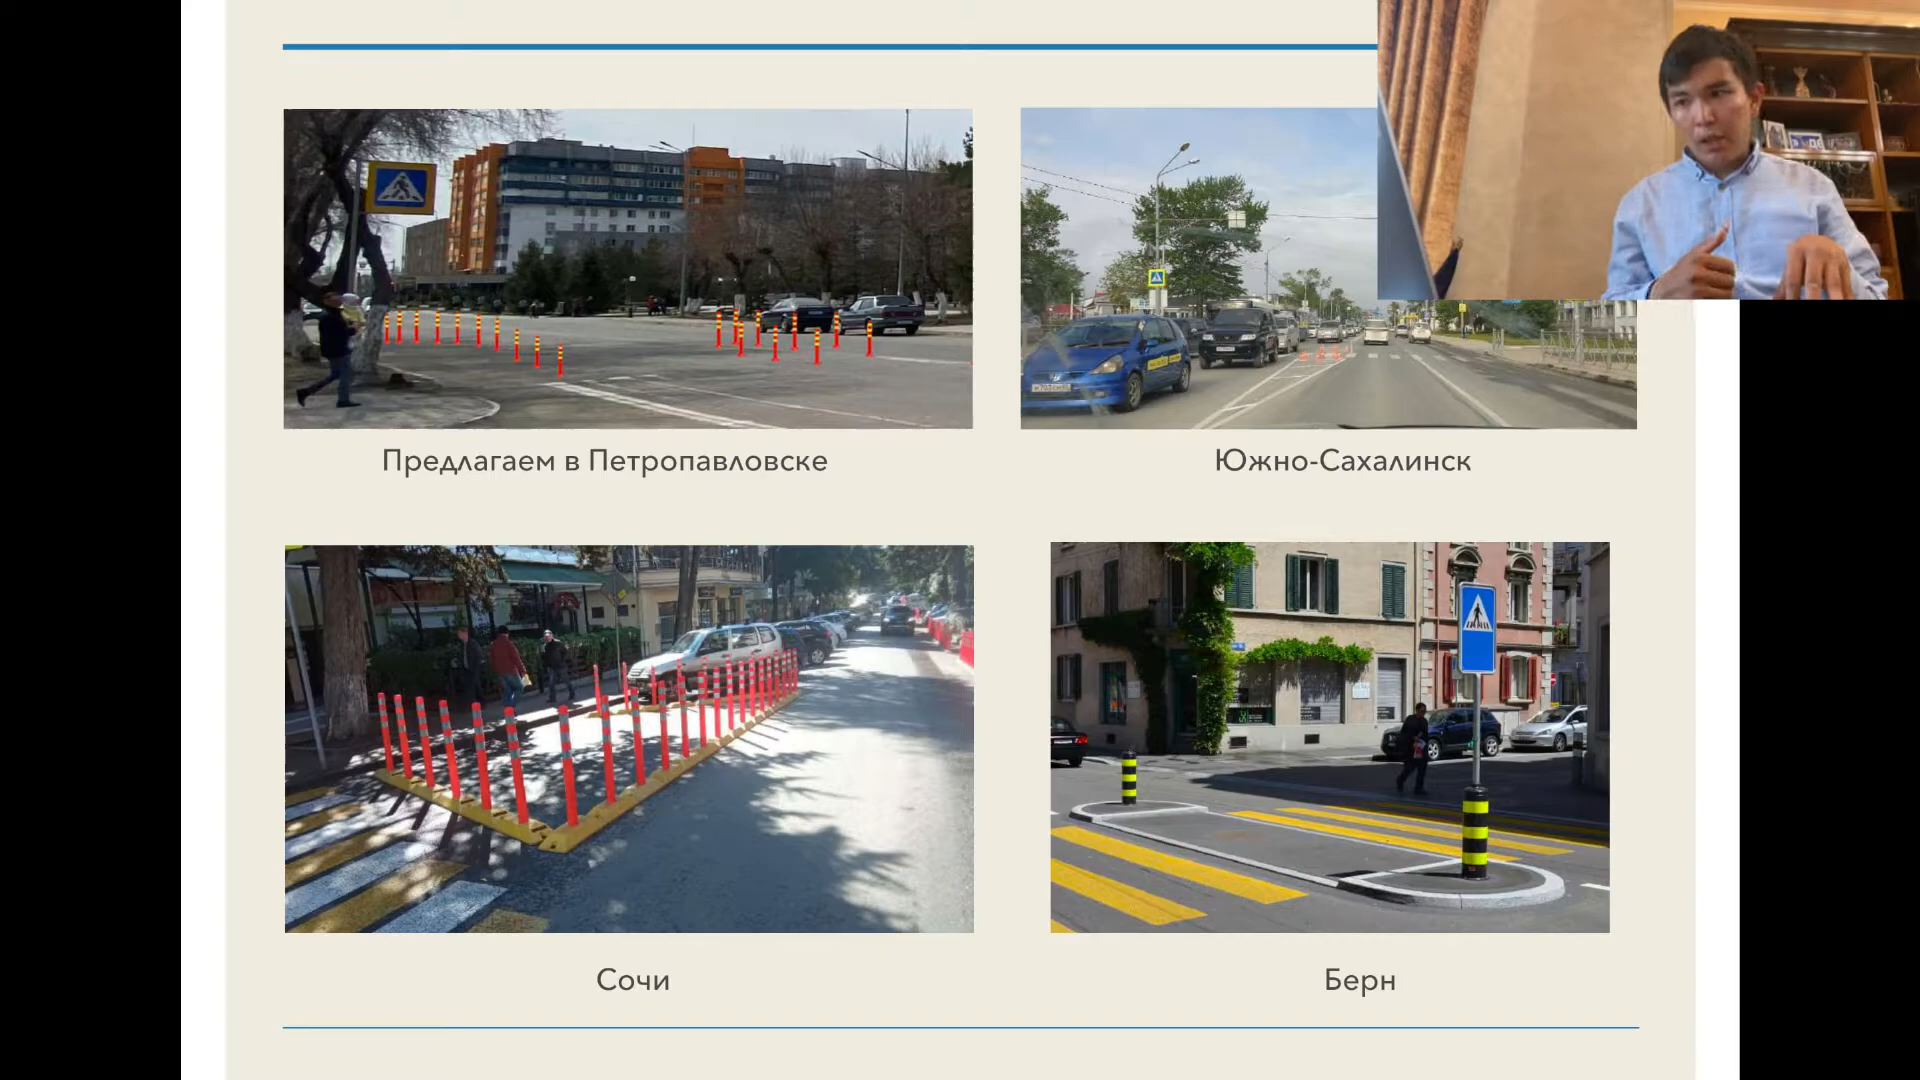 Предлагаем в Петропавловске
Южно-Сахалинск
Сочи
Берн